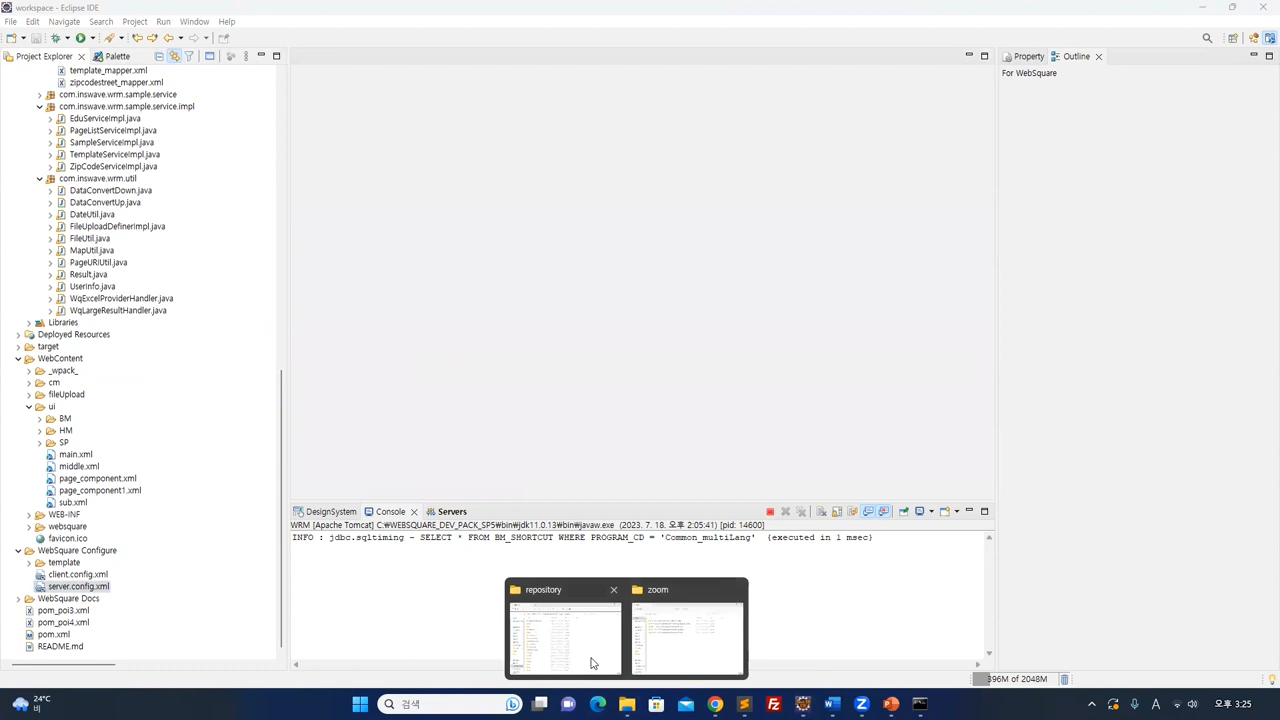 workspace - Eclipse IDE
File Edit Navigate Search Project Run Window Help
Project Explorer Palette
Property Outline
For WebSquare
template_mapper.xml
zipcodestreet_mapper.xml
com.inswave.wrm.sample.service
com.inswave.wrm.sample.service.impl
EduServiceImpl.java
PageListServiceImpl.java
SampleServiceImpl.java
TemplateServiceImpl.java
ZipCodeServiceImpl.java
com.inswave.wrm.util
DataConvertDown.java
DataConvertUp.java
DateUtil.java
FileUploadDefinerImpl.java
FileUtil.java
MapUtil.java
PageURIUtil.java
Result.java
UserInfo.java
WqExcelProviderHandler.java
WqLargeResultHandler.java
Libraries
Deployed Resources
target
WebContent
_wpack_
cm
fileUpload
ui
BM
HM
SP
main.xml
middle.xml
page_component.xml
page_component1.xml
sub.xml
WEB-INF
websquare
favicon.ico
WebSquare Configure
template
client.config.xml
server.config.xml
WebSquare Docs
pom_poi3.xml
pom_poi4.xml
pom.xml
README.md
DesignSystem Console Servers
WRM [Apache Tomcat] C:₩WEBSQUARE_DEV_PACK_SP5₩bin₩jdk11.0.13₩bin₩javaw.exe (2023. 7. 18. 오후 2:05:41) [pid: 14600]
INFO : jdbc.sqltiming - SELECT * FROM BM_SHORTCUT WHERE PROGRAM_CD = 'Common_multiLang' {executed in 1 msec}
repository zoom
396M of 2048M
24°C
비
검색
A
오후 3:25